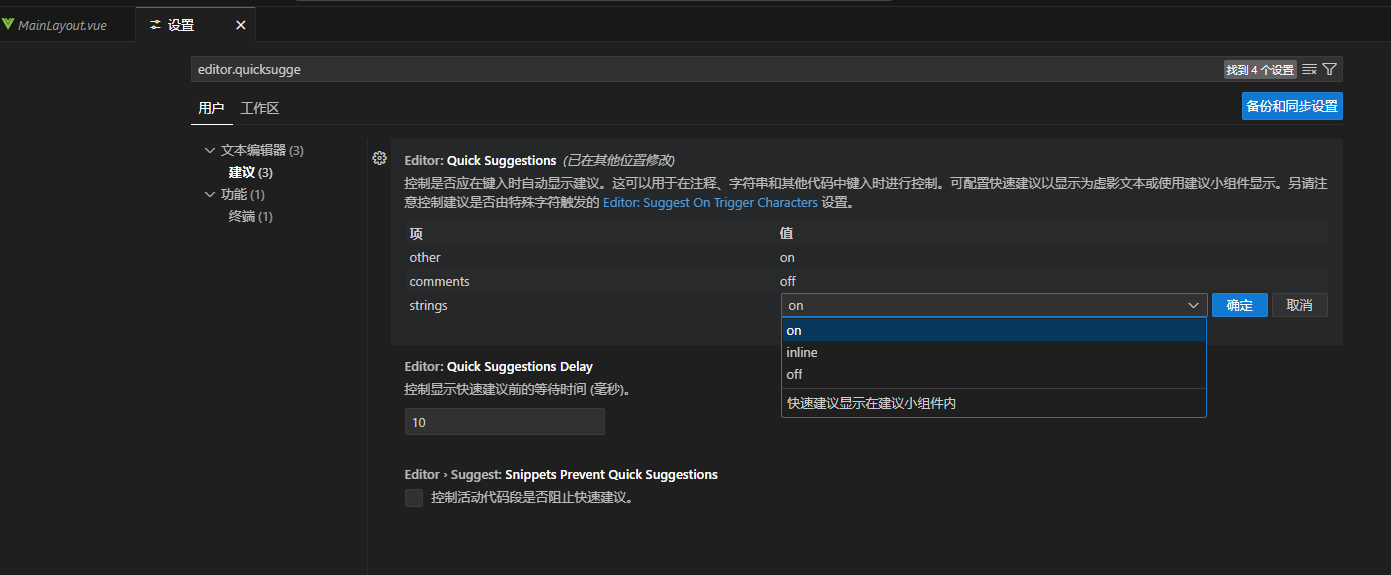 MainLayout.vue
设置
editor.quicksugge
找到 4 个设置
用户
工作区
备份和同步设置
文本编辑器 (3)
建议 (3)
功能 (1)
终端 (1)
Editor: Quick Suggestions (已在其他位置修改)
控制是否应在键入时自动显示建议。这可以用于在注释、字符串和其他代码中键入时进行控制。可配置快速建议以显示为虚影文本或使用建议小组件显示。另请注
意控制建议是否由特殊字符触发的 Editor: Suggest On Trigger Characters 设置。
项 值
other on
comments off
strings on 确定 取消
on
inline
off
快速建议显示在建议小组件内
Editor: Quick Suggestions Delay
控制显示快速建议前的等待时间 (毫秒)。
10
Editor › Suggest: Snippets Prevent Quick Suggestions
控制活动代码段是否阻止快速建议。